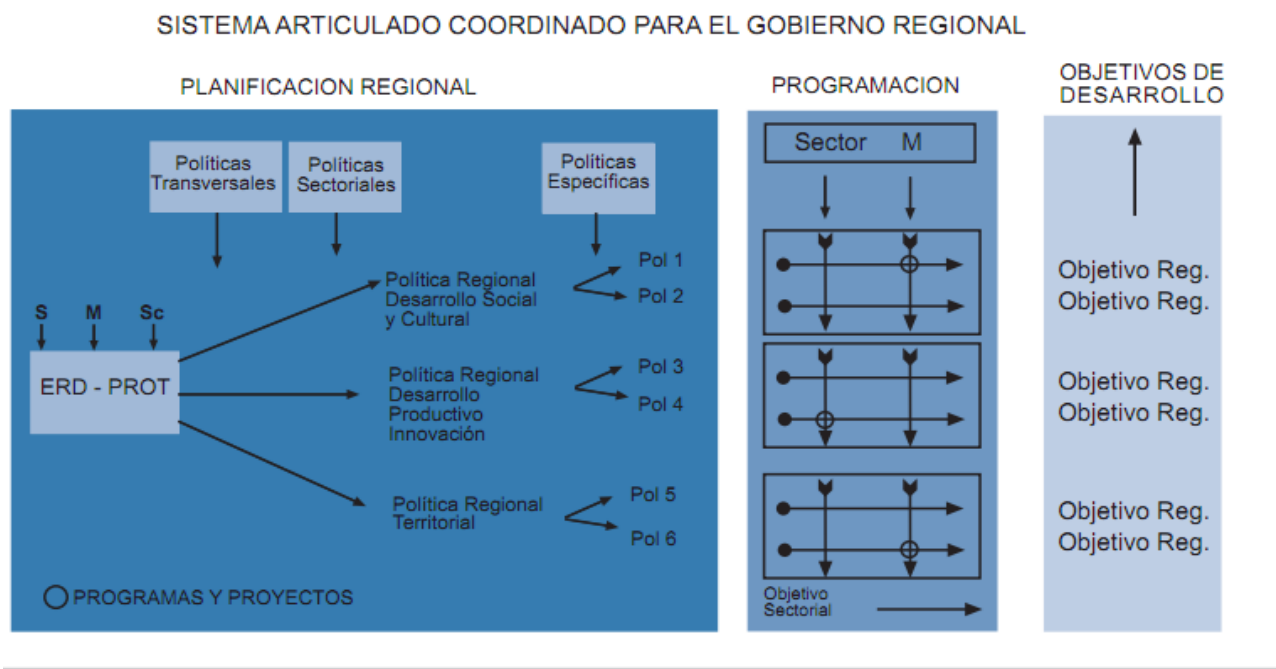 SISTEMA ARTICULADO COORDINADO PARA EL GOBIERNO REGIONAL
PLANIFICACION REGIONAL
Políticas
Transversales
Políticas
Sectoriales
Políticas
Específicas
S M Sc
ERD - PROT
Política Regional
Desarrollo Social
y Cultural
Pol 1
Pol 2
Política Regional
Desarrollo
Productivo
Innovación
Pol 3
Pol 4
Política Regional
Territorial
Pol 5
Pol 6
PROGRAMAS Y PROYECTOS
PROGRAMACION
Sector M
Objetivo
Sectorial
OBJETIVOS DE
DESARROLLO
Objetivo Reg.
Objetivo Reg.
Objetivo Reg.
Objetivo Reg.
Objetivo Reg.
Objetivo Reg.